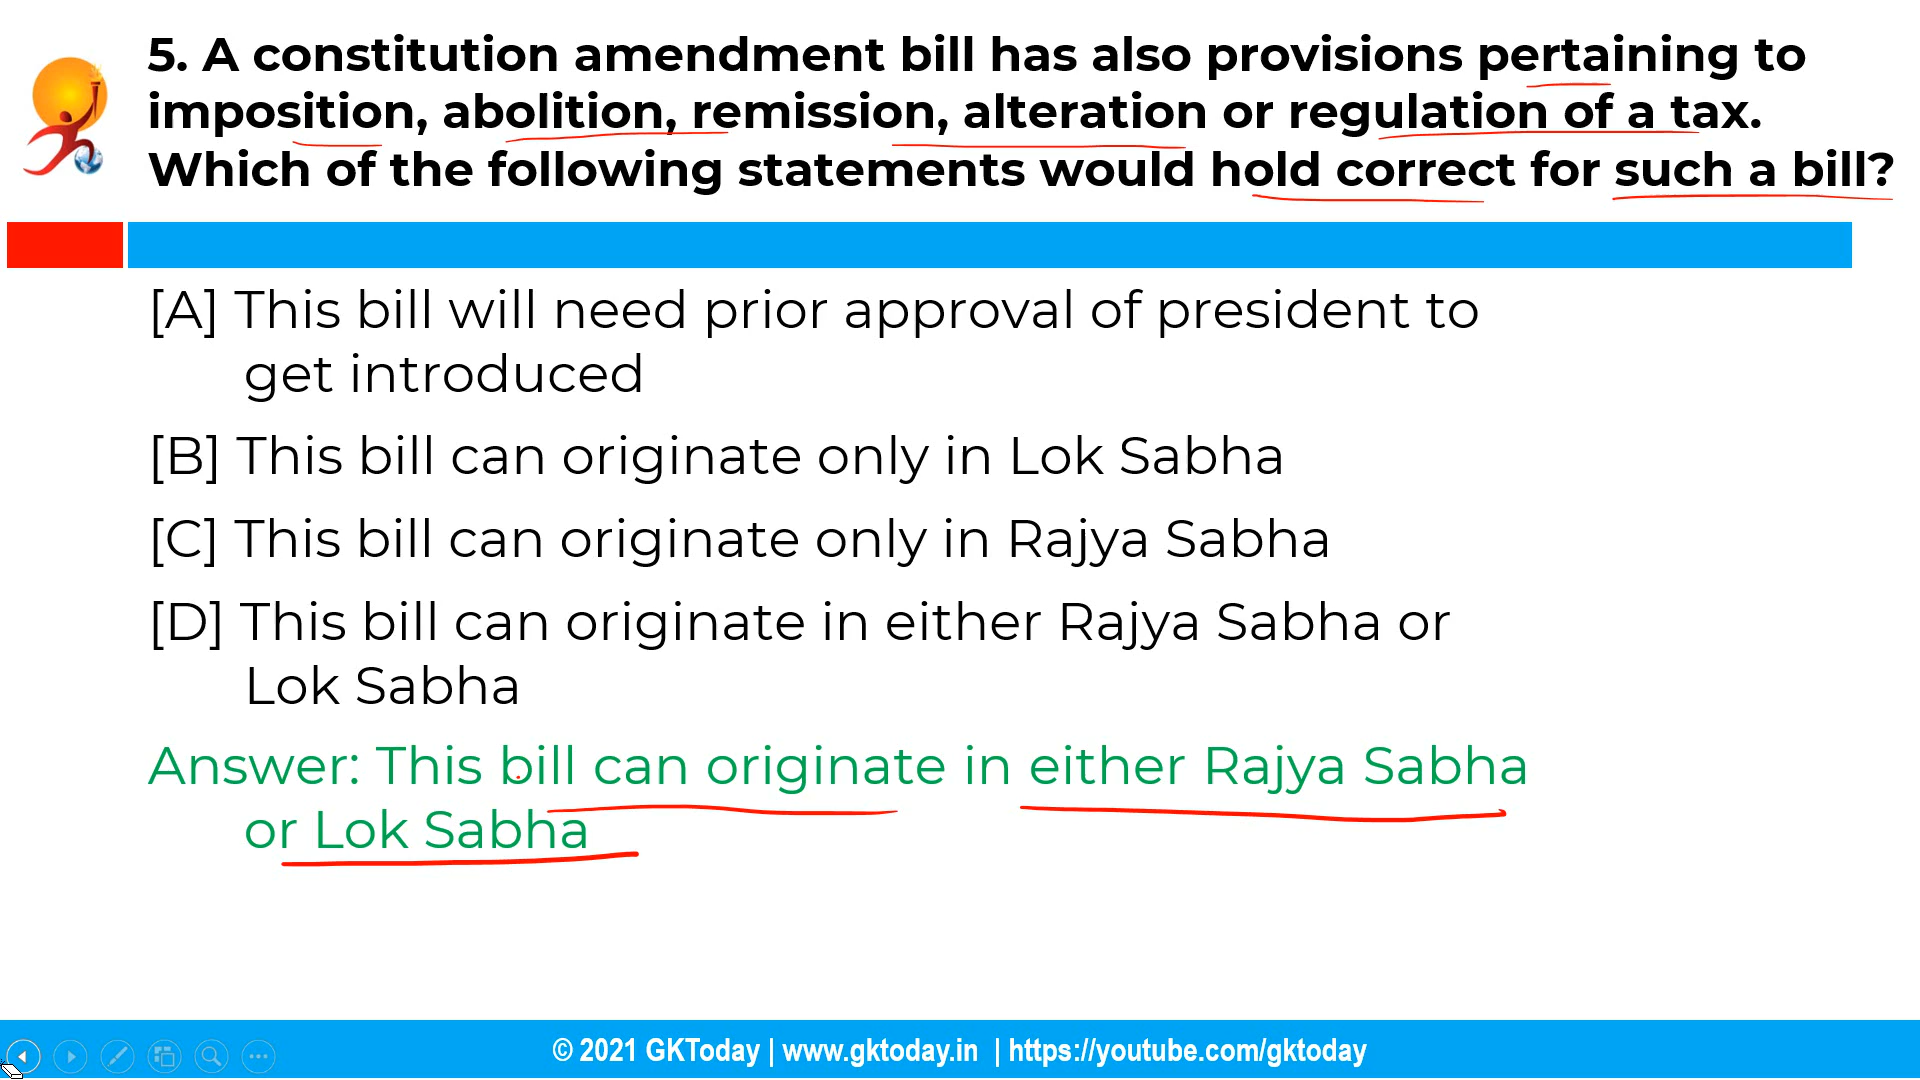 5. A constitution amendment bill has also provisions pertaining to
imposition, abolition, remission, alteration or regulation of a tax.
Which of the following statements would hold correct for such a bill?
[A] This bill will need prior approval of president to
get introduced
[B] This bill can originate only in Lok Sabha
[C] This bill can originate only in Rajya Sabha
[D] This bill can originate in either Rajya Sabha or
Lok Sabha
Answer: This bill can originate in either Rajya Sabha
or Lok Sabha
© 2021 GKToday | www.gktoday.in | https://youtube.com/gktoday